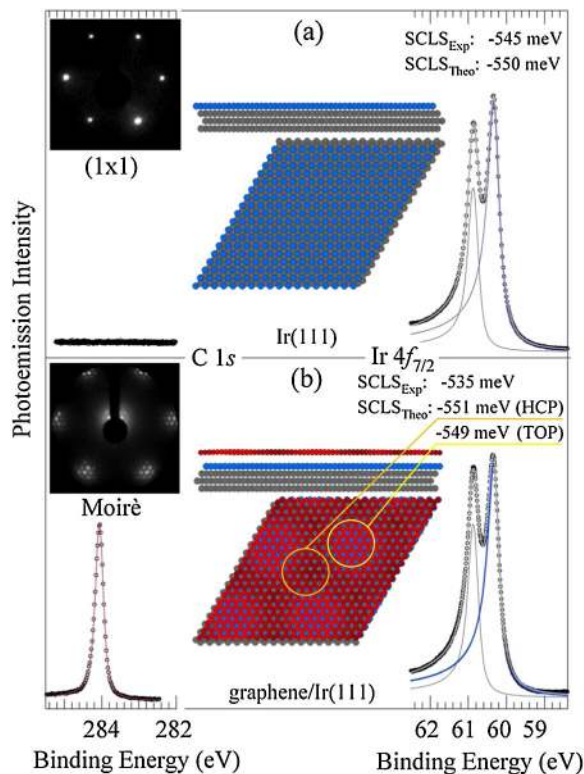 (a)
SCLS_Exp: -545 meV
SCLS_Theo: -550 meV
(1x1)
Photoemission Intensity
Ir(111)
C 1s
Ir 4f_7/2
(b)
SCLS_Exp: -535 meV
SCLS_Theo: -551 meV (HCP)
-549 meV (TOP)
Moirè
graphene/Ir(111)
284 282
62 61 60 59
Binding Energy (eV)
Binding Energy (eV)